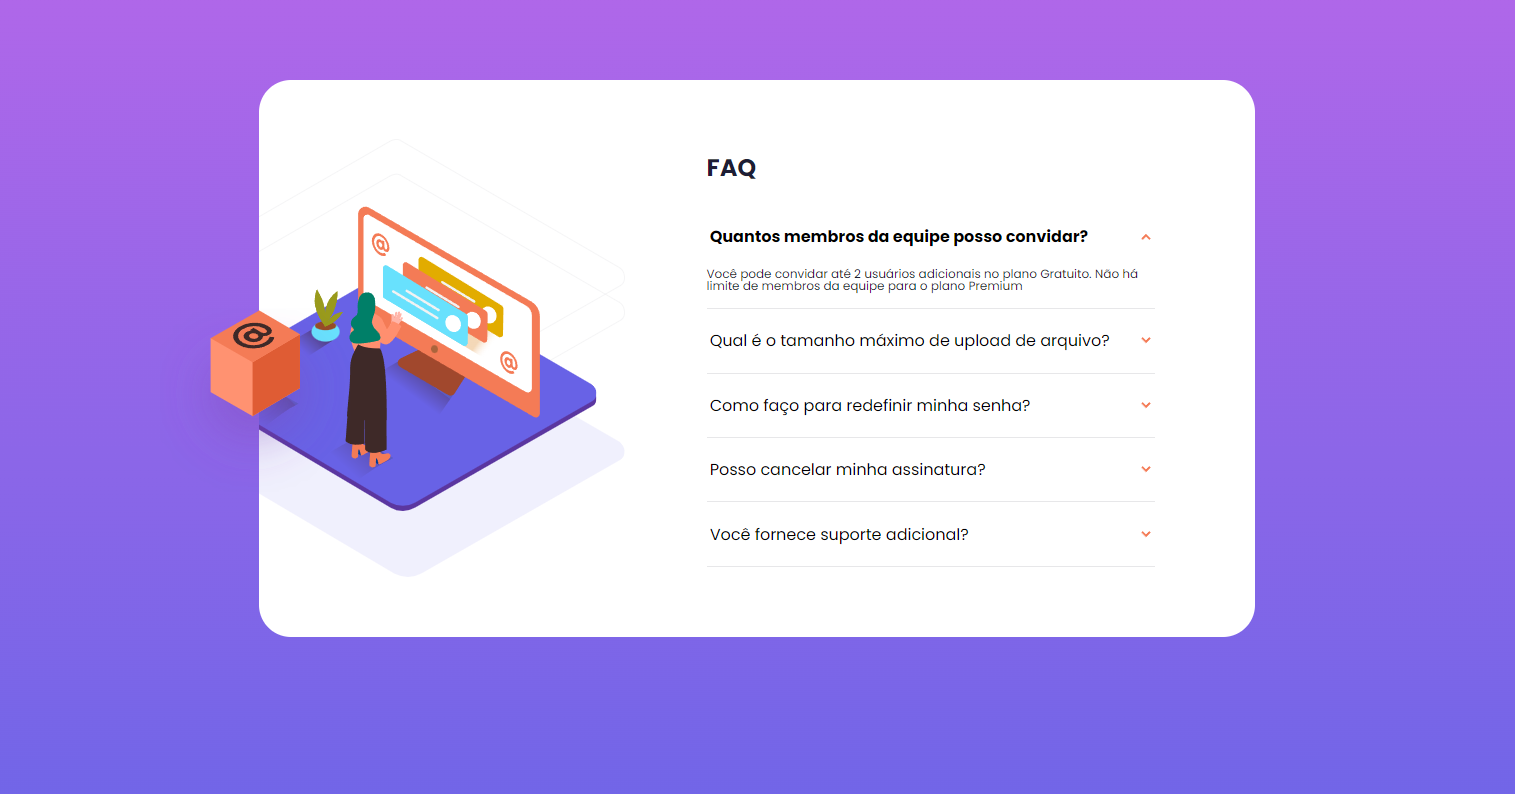 FAQ
Quantos membros da equipe posso convidar?
Você pode convidar até 2 usuários adicionais no plano Gratuito. Não há
limite de membros da equipe para o plano Premium
Qual é o tamanho máximo de upload de arquivo?
Como faço para redefinir minha senha?
Posso cancelar minha assinatura?
Você fornece suporte adicional?
@
@
@